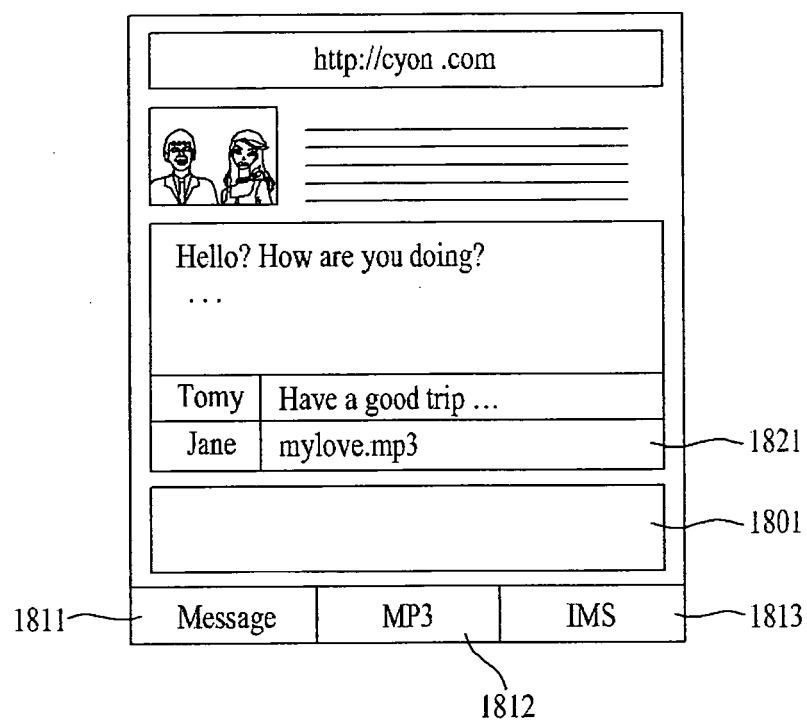 http://cyon .com
Hello? How are you doing?
. . .
Tomy Have a good trip ...
Jane mylove.mp3
1821
1801
1811 Message MP3 IMS 1813
1812